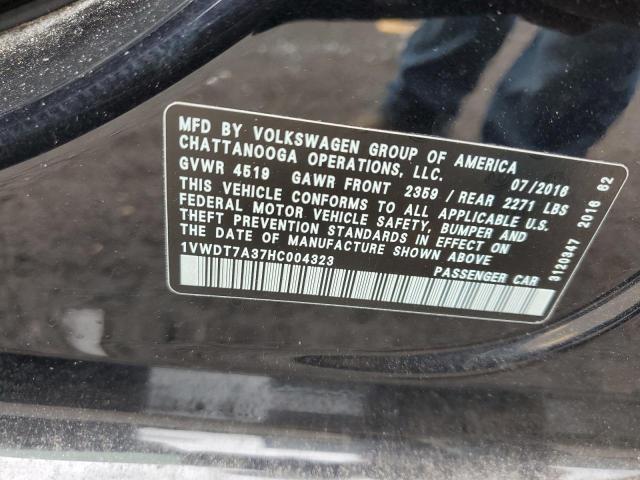 MFD BY VOLKSWAGEN GROUP OF AMERICA
CHATTANOOGA OPERATIONS, LLC. 07/2016
GVWR 4519 GAWR FRONT 2359 / REAR 2271 LBS
THIS VEHICLE CONFORMS TO ALL APPLICABLE U.S.
FEDERAL MOTOR VEHICLE SAFETY, BUMPER AND
THEFT PREVENTION STANDARDS IN EFFECT ON
THE DATE OF MANUFACTURE SHOWN ABOVE
1VWDT7A37HC004323 PASSENGER CAR
3120347 2016 62